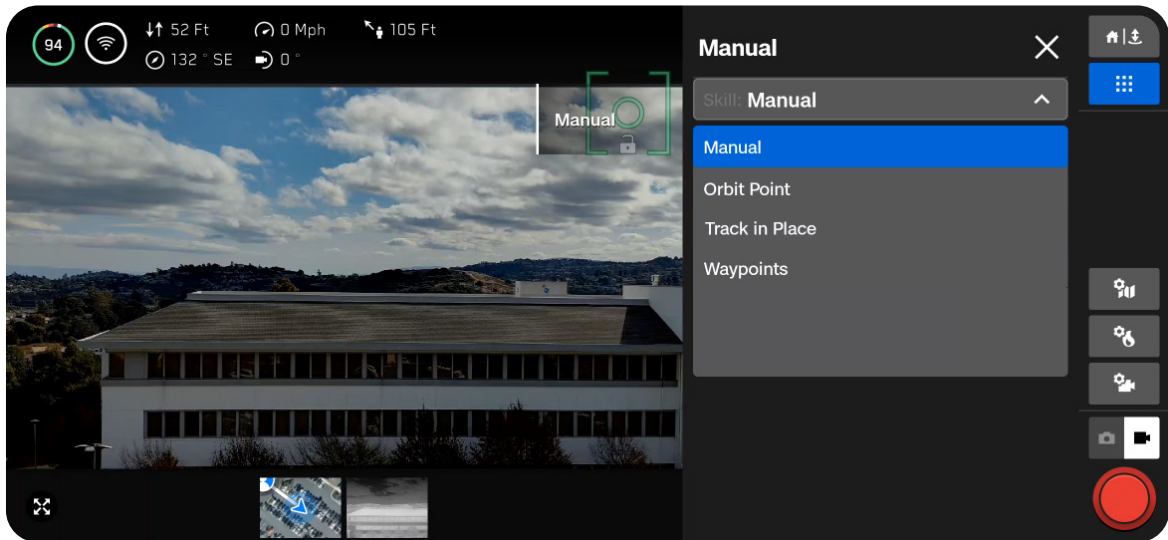 94
52 Ft
0 Mph
105 Ft
132 ° SE
0 °
Manual
Manual
Skill: Manual
Manual
Orbit Point
Track in Place
Waypoints